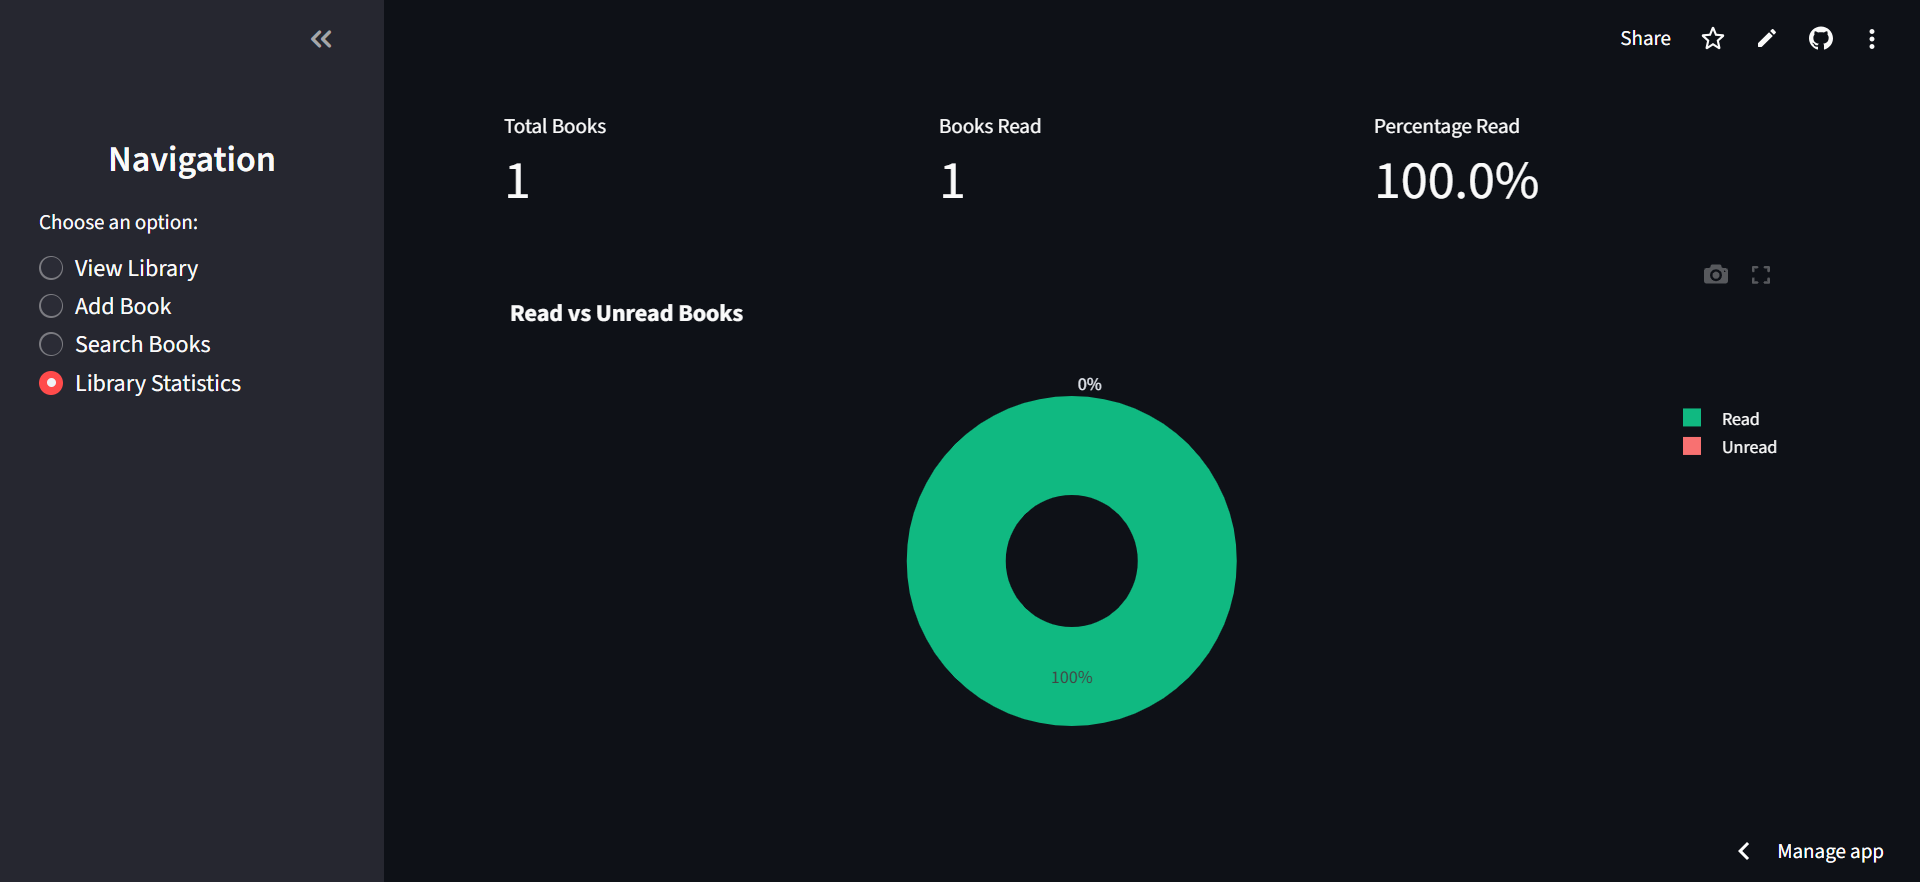 Share
Navigation
Choose an option:
View Library
Add Book
Search Books
Library Statistics
Total Books
1
Books Read
1
Percentage Read
100.0%
Read vs Unread Books
0%
100%
Read
Unread
Manage app